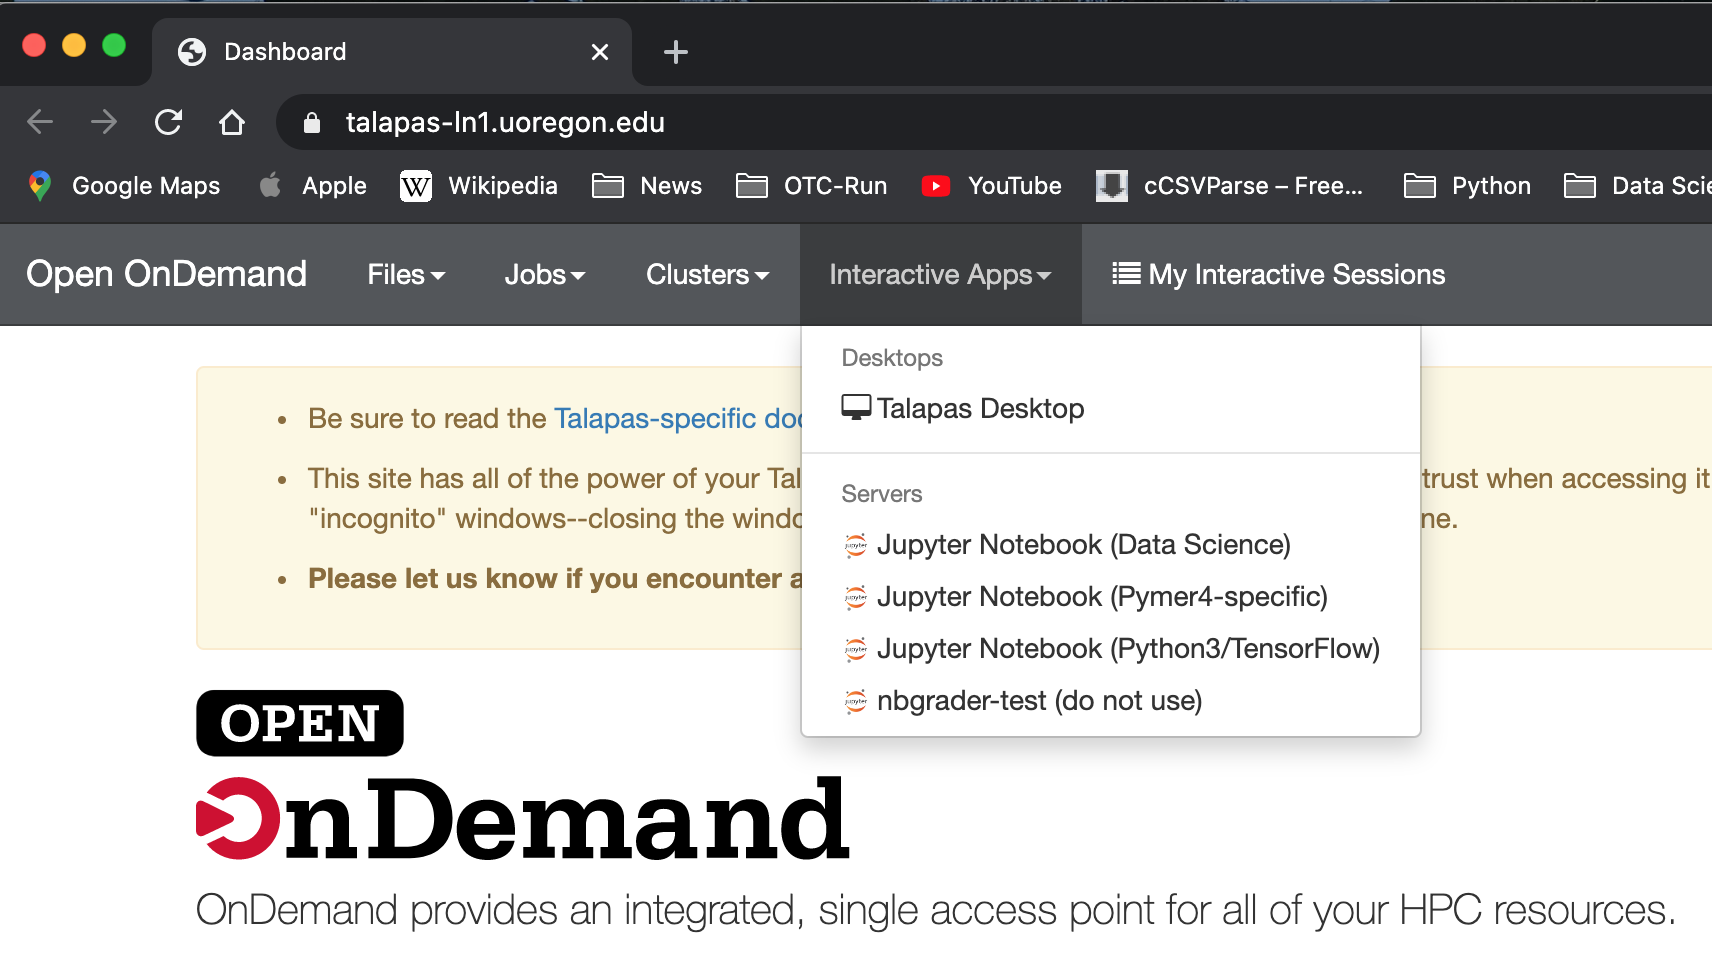 Dashboard
talapas-ln1.uoregon.edu
Google Maps Apple Wikipedia News OTC-Run YouTube cCSVParse – Free... Python Data Scie
Open OnDemand Files Jobs Clusters Interactive Apps My Interactive Sessions
Desktops
Talapas Desktop
Servers
Jupyter Notebook (Data Science)
Jupyter Notebook (Pymer4-specific)
Jupyter Notebook (Python3/TensorFlow)
nbgrader-test (do not use)
Be sure to read the Talapas-specific doc
This site has all of the power of your Tal trust when accessing it
"incognito" windows--closing the windo ne.
Please let us know if you encounter a
OPEN
OnDemand
OnDemand provides an integrated, single access point for all of your HPC resources.